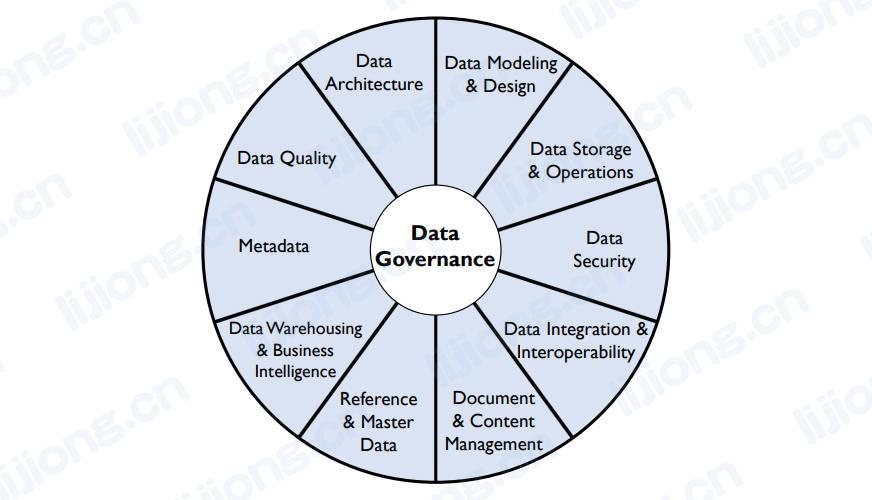 Data
Architecture
Data Modeling
& Design
Data Storage
& Operations
Data
Security
Data Integration &
Interoperability
Document
& Content
Management
Reference
& Master
Data
Data Warehousing
& Business
Intelligence
Metadata
Data Quality
Data
Governance
lijiong.cn